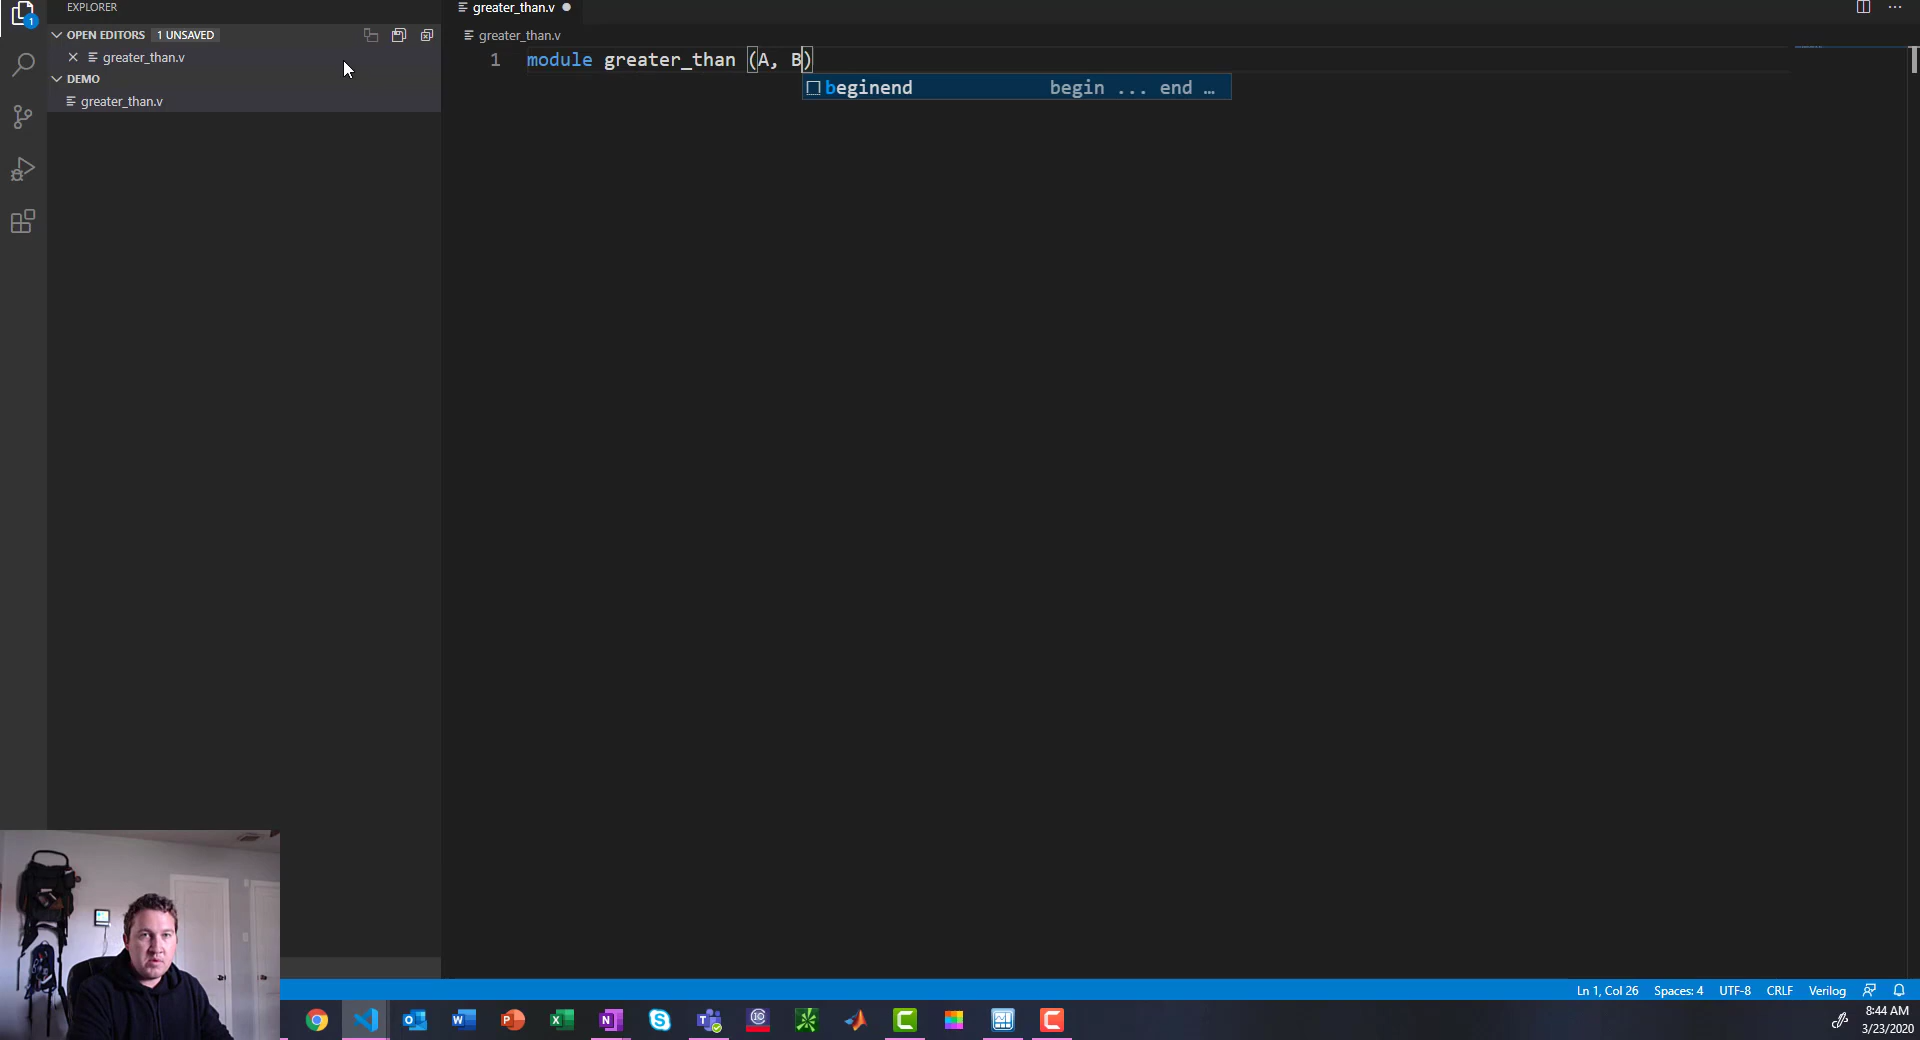 EXPLORER
OPEN EDITORS 1 UNSAVED
greater_than.v
DEMO
greater_than.v
greater_than.v
greater_than.v
1 module greater_than (A, B)
beginend begin ... end ...
Ln 1, Col 26 Spaces: 4 UTF-8 CRLF Verilog
8:44 AM
3/23/2020